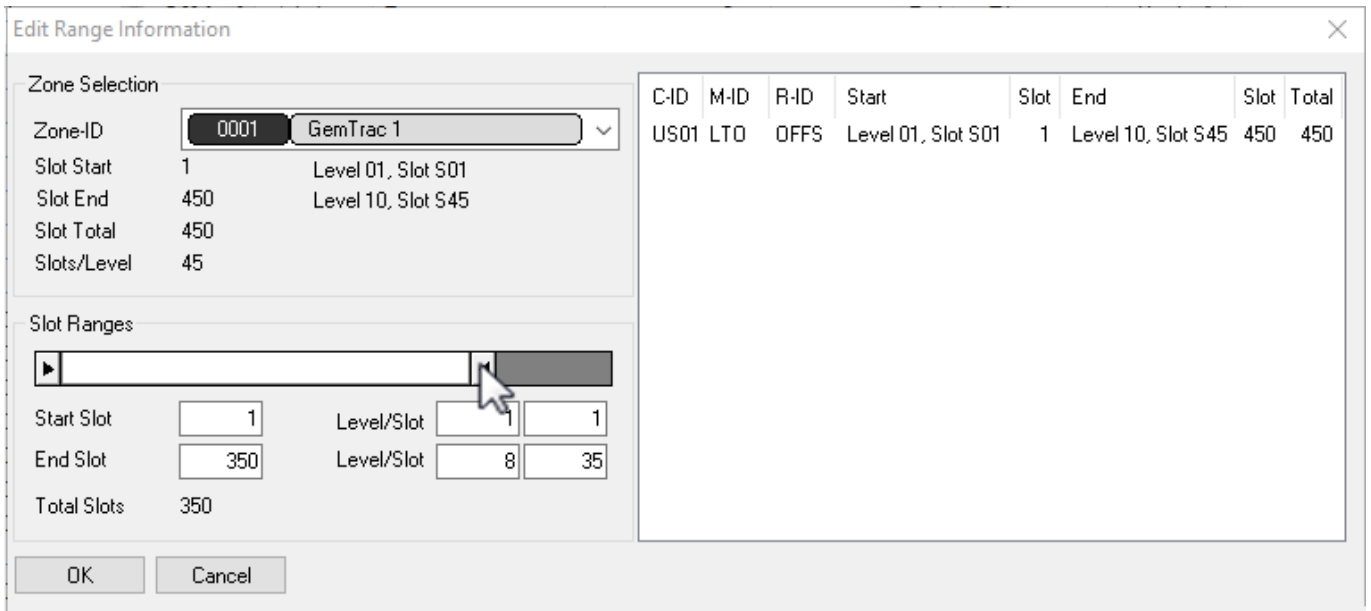 Edit Range Information
Zone Selection
Zone-ID 0001 GemTrac 1
Slot Start 1 Level 01, Slot S01
Slot End 450 Level 10, Slot S45
Slot Total 450
Slots/Level 45
Slot Ranges
Start Slot 1 Level/Slot 1 1
End Slot 350 Level/Slot 8 35
Total Slots 350
OK Cancel
C-ID M-ID R-ID Start Slot End Slot Total
US01 LTO OFFS Level 01, Slot S01 1 Level 10, Slot S45 450 450